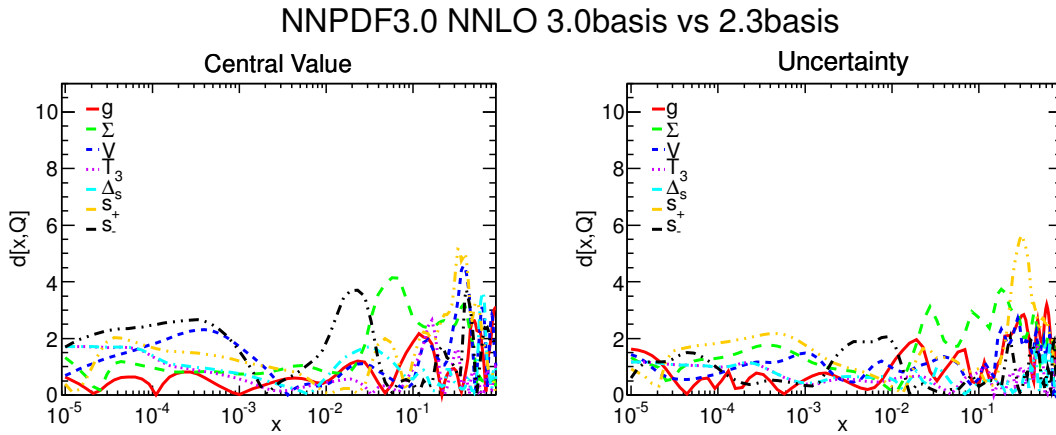 NNPDF3.0 NNLO 3.0basis vs 2.3basis
Central Value
d[x,Q]
10
8
6
4
2
0
g
Σ
V
T₃
Δₛ
s₊
s₋
10⁻⁵ 10⁻⁴ 10⁻³ 10⁻² 10⁻¹
x
Uncertainty
d[x,Q]
10
8
6
4
2
0
g
Σ
V
T₃
Δₛ
s₊
s₋
10⁻⁵ 10⁻⁴ 10⁻³ 10⁻² 10⁻¹
x